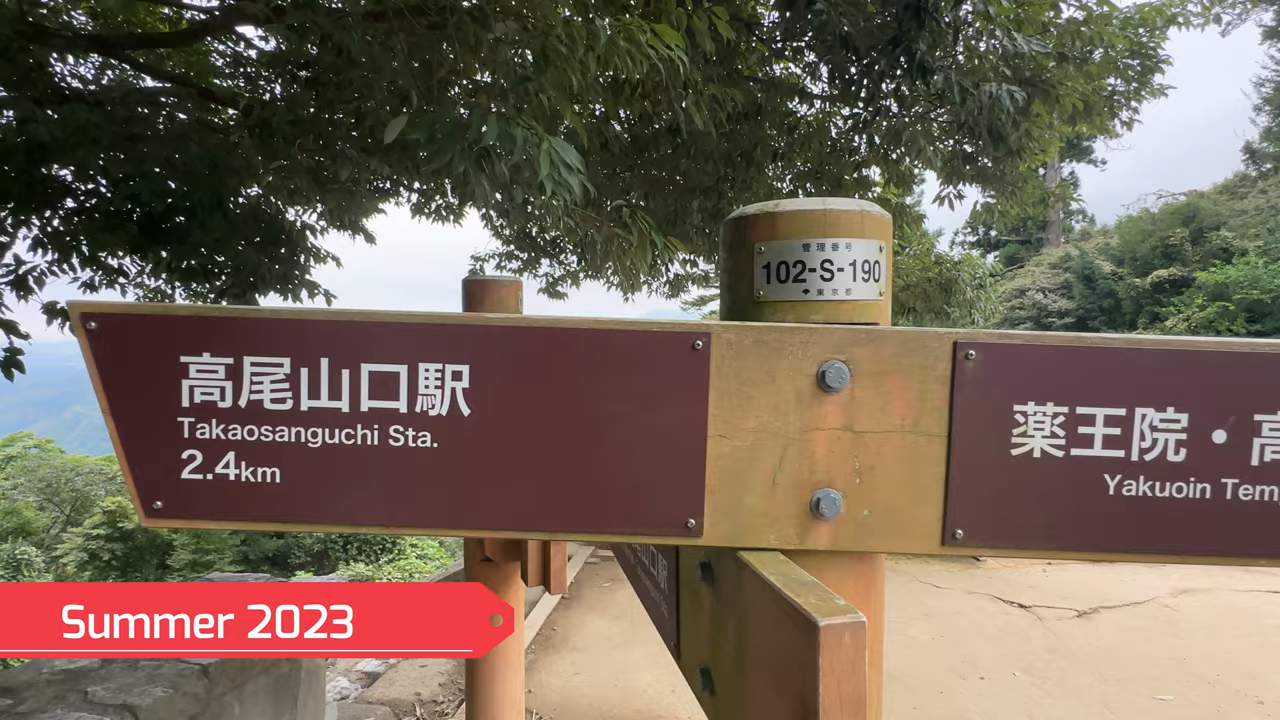 管理番号
102-S-190
東京都
高尾山口駅
Takaosanguchi Sta.
2.4km
薬王院・高
Yakuoin Tem
Summer 2023